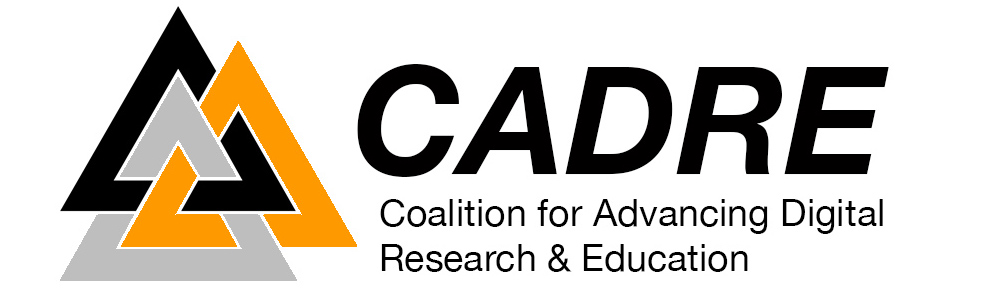 CADRE
Coalition for Advancing Digital
Research & Education